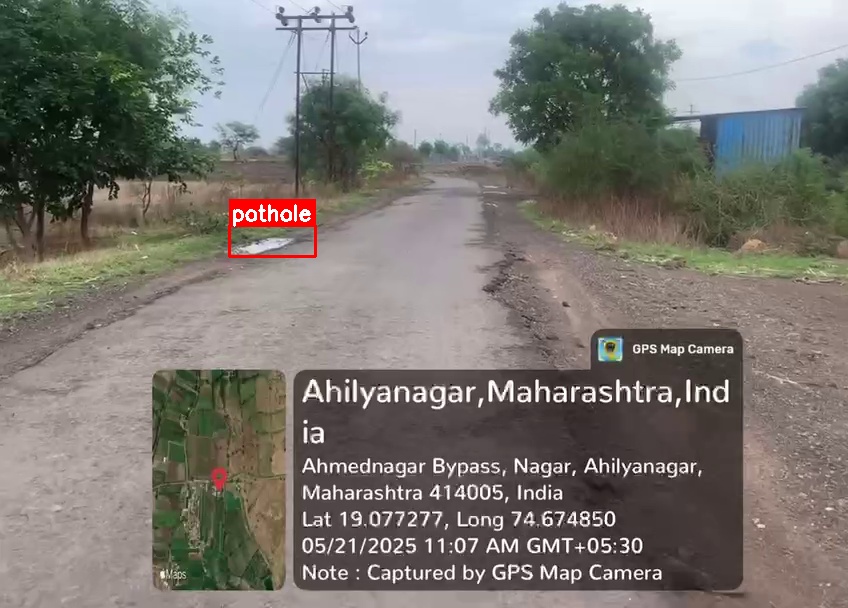 pothole
GPS Map Camera
Ahilyanagar,Maharashtra,Ind
ia
Ahmednagar Bypass, Nagar, Ahilyanagar,
Maharashtra 414005, India
Lat 19.077277, Long 74.674850
05/21/2025 11:07 AM GMT+05:30
Note : Captured by GPS Map Camera
Maps